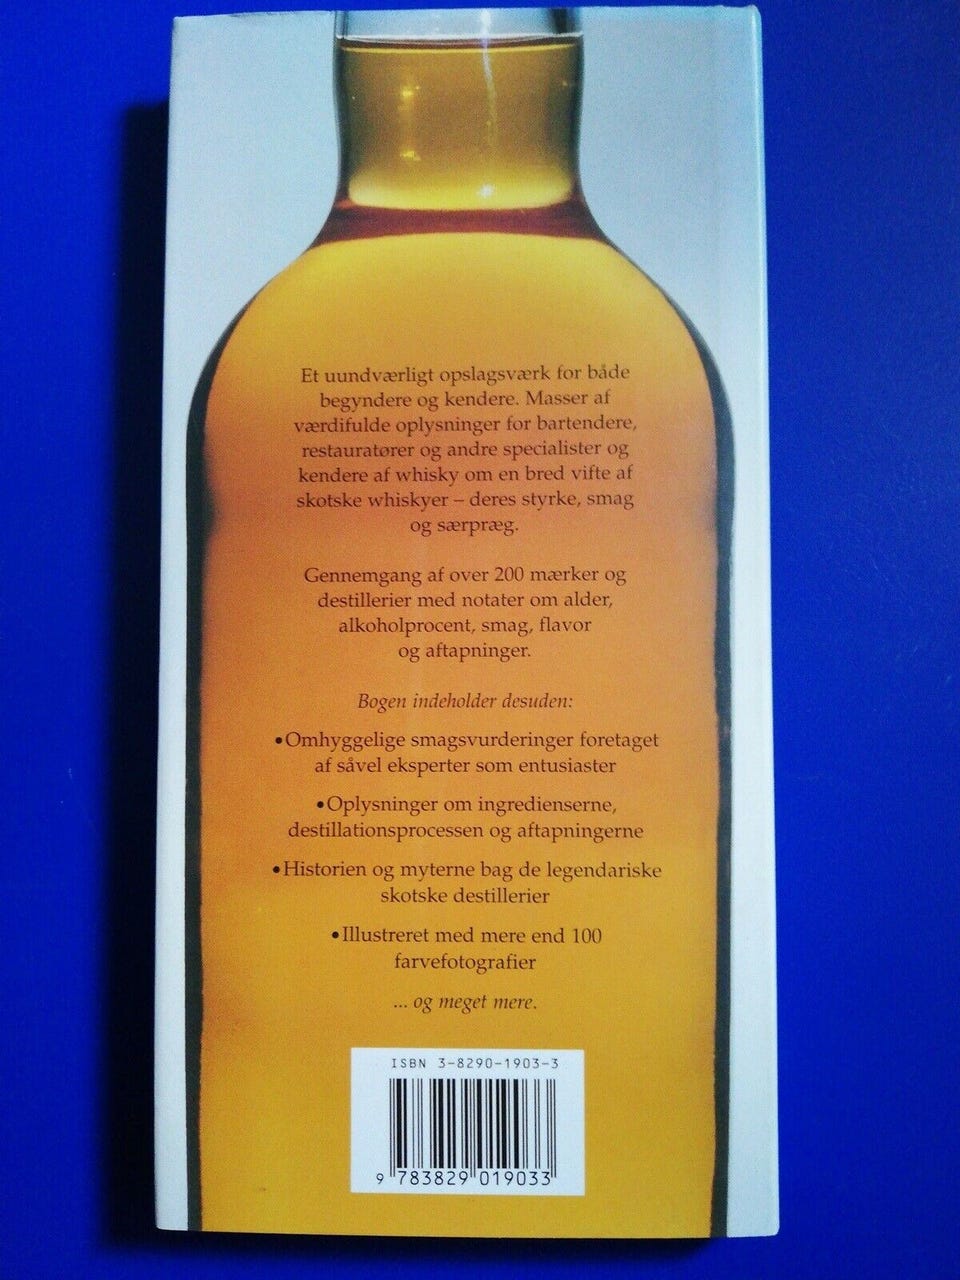 Et uundværligt opslagsværk for både
begyndere og kendere. Masser af
værdifulde oplysninger for bartendere,
restauratører og andre specialister og
kendere af whisky om en bred vifte af
skotske whiskyer – deres styrke, smag
og særpræg.
Gennemgang af over 200 mærker og
destillerier med notater om alder,
alkoholprocent, smag, flavor
og aftapninger.
Bogen indeholder desuden:
•Omhyggelige smagsvurderinger foretaget
af såvel eksperter som entusiaster
•Oplysninger om ingredienserne,
destillationsprocessen og aftapningerne
•Historien og myterne bag de legendariske
skotske destillerier
•Illustreret med mere end 100
farvefotografier
... og meget mere.
ISBN 3-8290-1903-3
9 783829 019033